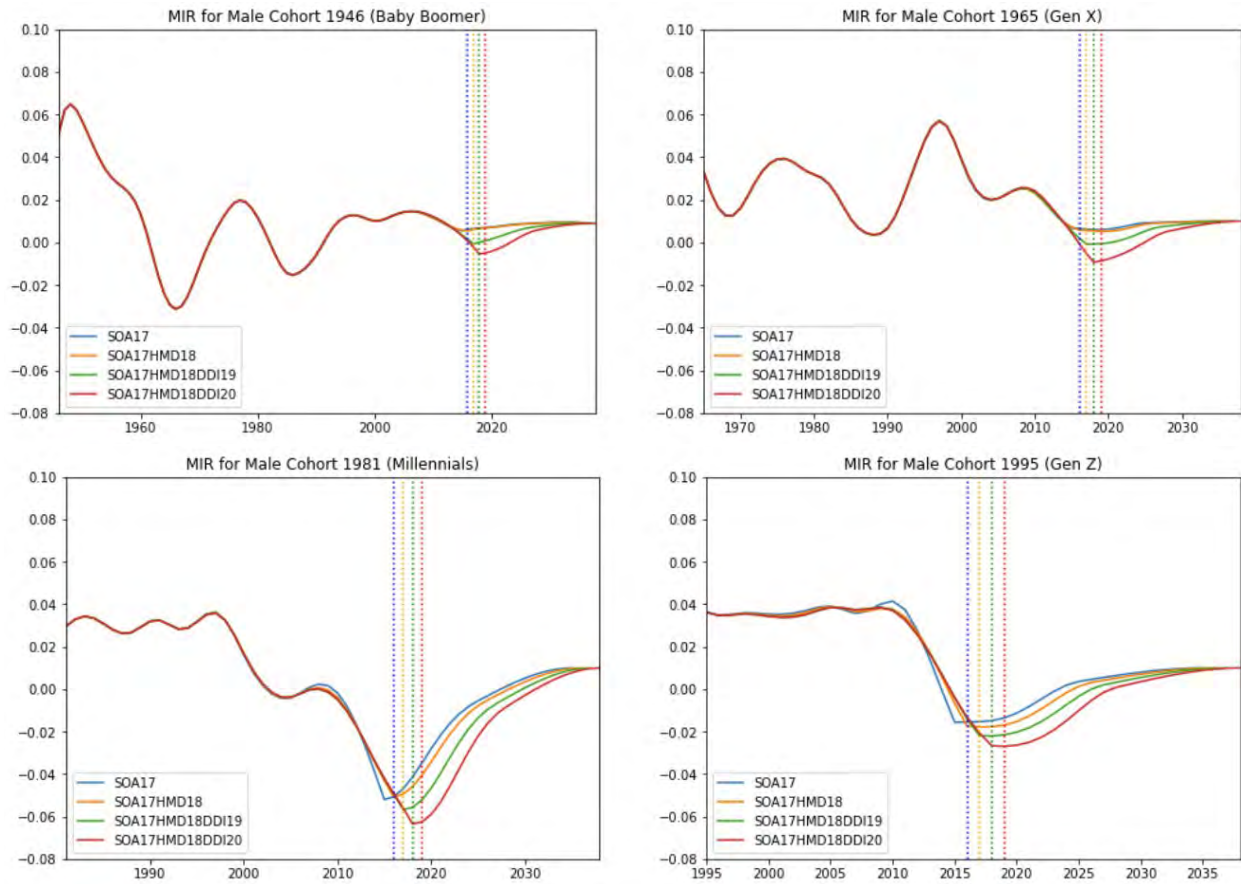 MIR for Male Cohort 1946 (Baby Boomer)
0.10
0.08
0.06
0.04
0.02
0.00
−0.02
−0.04
−0.06
−0.08
SOA17
SOA17HMD18
SOA17HMD18DDI19
SOA17HMD18DDI20
1960 1980 2000 2020
MIR for Male Cohort 1965 (Gen X)
0.10
0.08
0.06
0.04
0.02
0.00
−0.02
−0.04
−0.06
−0.08
SOA17
SOA17HMD18
SOA17HMD18DDI19
SOA17HMD18DDI20
1970 1980 1990 2000 2010 2020 2030
MIR for Male Cohort 1981 (Millennials)
0.10
0.08
0.06
0.04
0.02
0.00
−0.02
−0.04
−0.06
−0.08
SOA17
SOA17HMD18
SOA17HMD18DDI19
SOA17HMD18DDI20
1990 2000 2010 2020 2030
MIR for Male Cohort 1995 (Gen Z)
0.10
0.08
0.06
0.04
0.02
0.00
−0.02
−0.04
−0.06
−0.08
SOA17
SOA17HMD18
SOA17HMD18DDI19
SOA17HMD18DDI20
1995 2000 2005 2010 2015 2020 2025 2030 2035